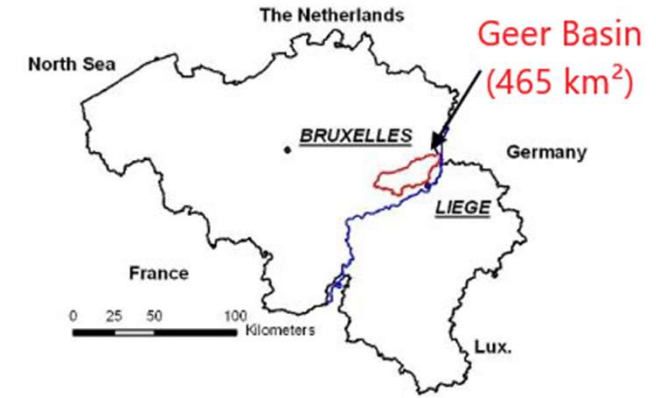 The Netherlands
Geer Basin
(465 km²)
North Sea
BRUXELLES
Germany
LIEGE
France
0 25 50 100
Kilometers
Lux.